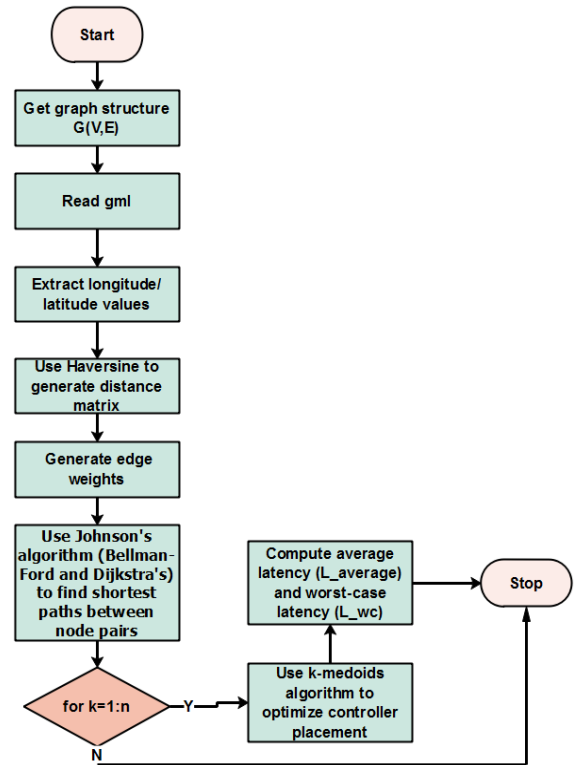 Start
Get graph structure
G(V,E)
Read gml
Extract longitude/
latitude values
Use Haversine to
generate distance
matrix
Generate edge
weights
Use Johnson's
algorithm (Bellman-
Ford and Dijkstra's)
to find shortest
paths between
node pairs
for k=1:n
Y
N
Use k-medoids
algorithm to
optimize controller
placement
Compute average
latency (L_average)
and worst-case
latency (L_wc)
Stop